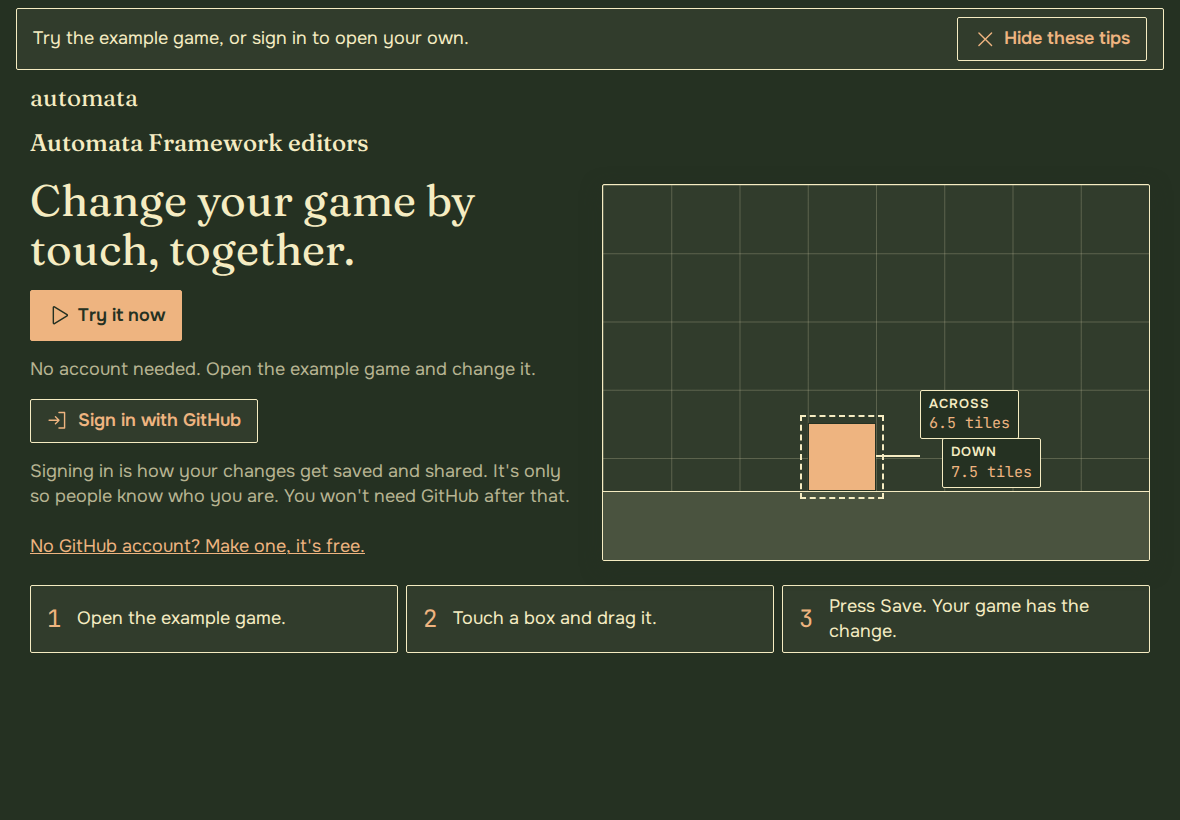 Try the example game, or sign in to open your own.
Hide these tips
automata
Automata Framework editors
Change your game by
touch, together.
Try it now
No account needed. Open the example game and change it.
Sign in with GitHub
Signing in is how your changes get saved and shared. It's only
so people know who you are. You won't need GitHub after that.
No GitHub account? Make one, it's free.
ACROSS
6.5 tiles
DOWN
7.5 tiles
1 Open the example game.
2 Touch a box and drag it.
3 Press Save. Your game has the
change.